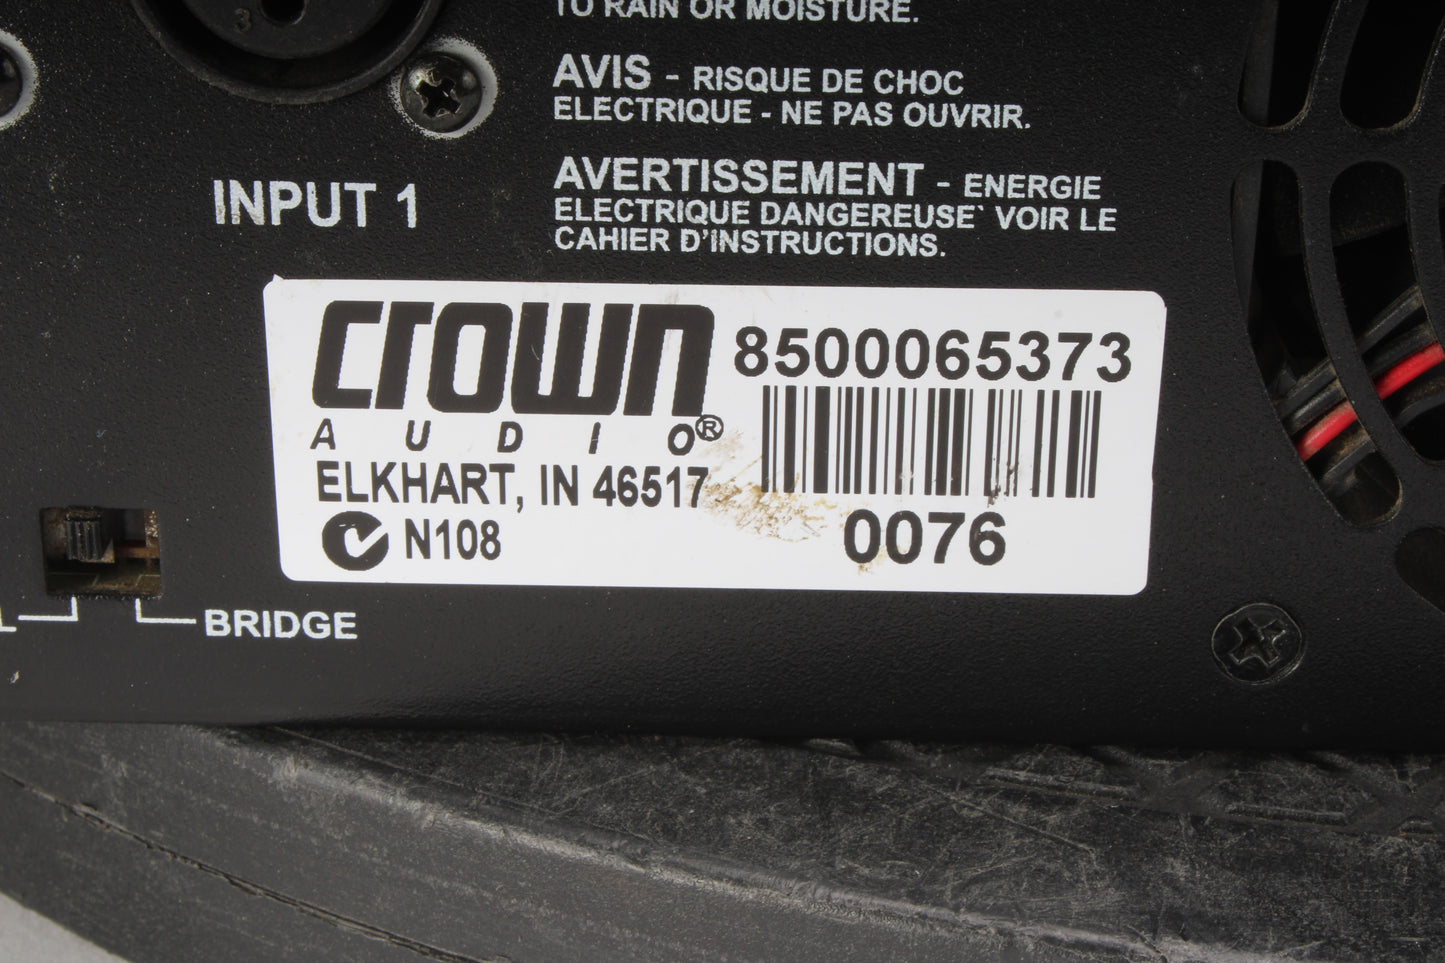 3
TO RAIN OR MOISTURE.
AVIS - RISQUE DE CHOC
ELECTRIQUE - NE PAS OUVRIR.
AVERTISSEMENT - ENERGIE
ELECTRIQUE DANGEREUSE` VOIR LE
CAHIER D'INSTRUCTIONS.
INPUT 1
crown
AUDIO®
ELKHART, IN 46517
N108
8500065373
0076
BRIDGE